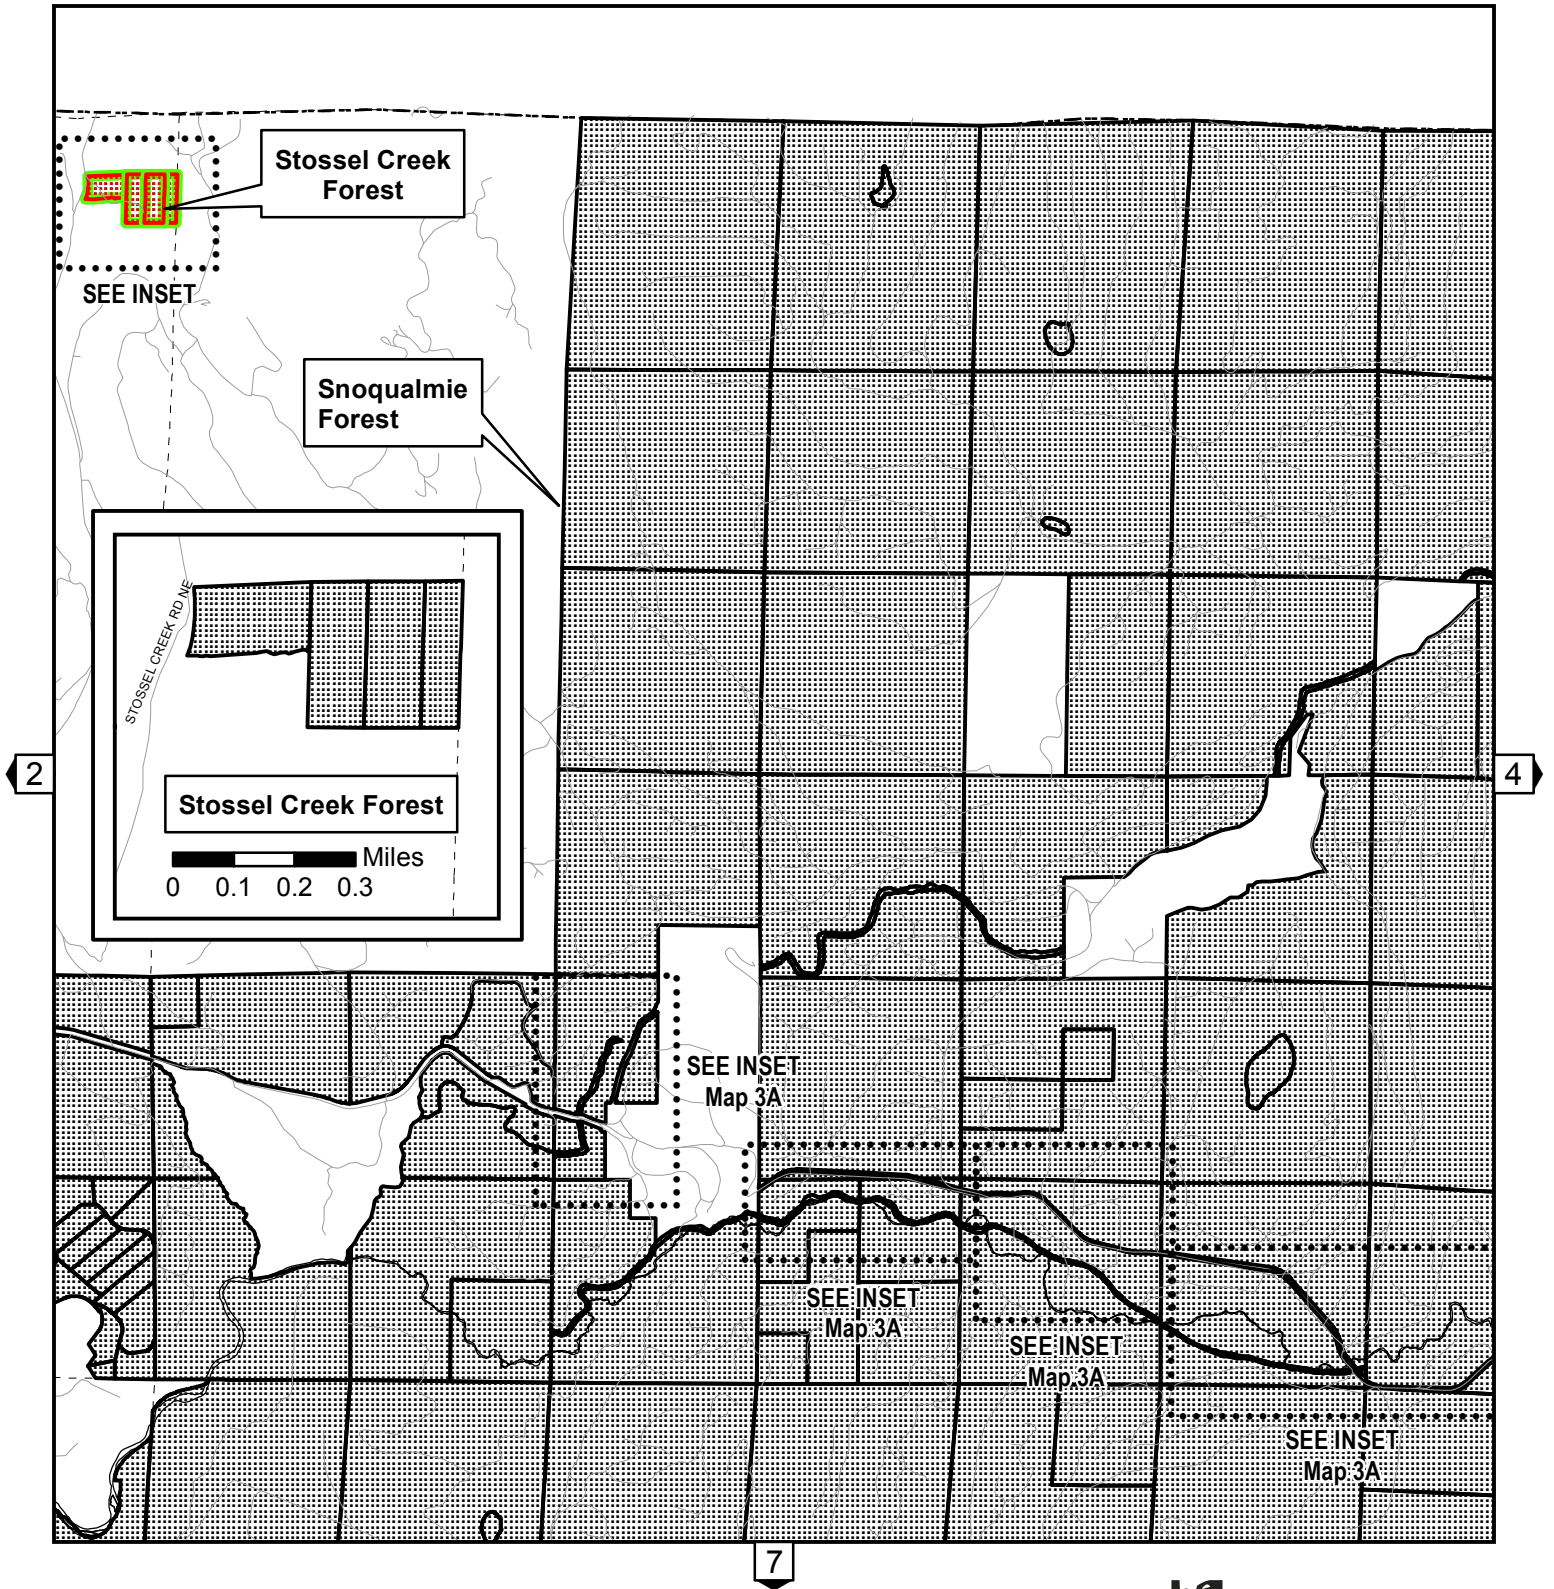 Stossel Creek
Forest
SEE INSET
Snoqualmie
Forest
STOSSEL CREEK RD NE
2
4
Stossel Creek Forest
Miles
0 0.1 0.2 0.3
SEE INSET
Map 3A
SEE INSET
Map 3A
SEE INSET
Map 3A
SEE INSET
Map 3A
7